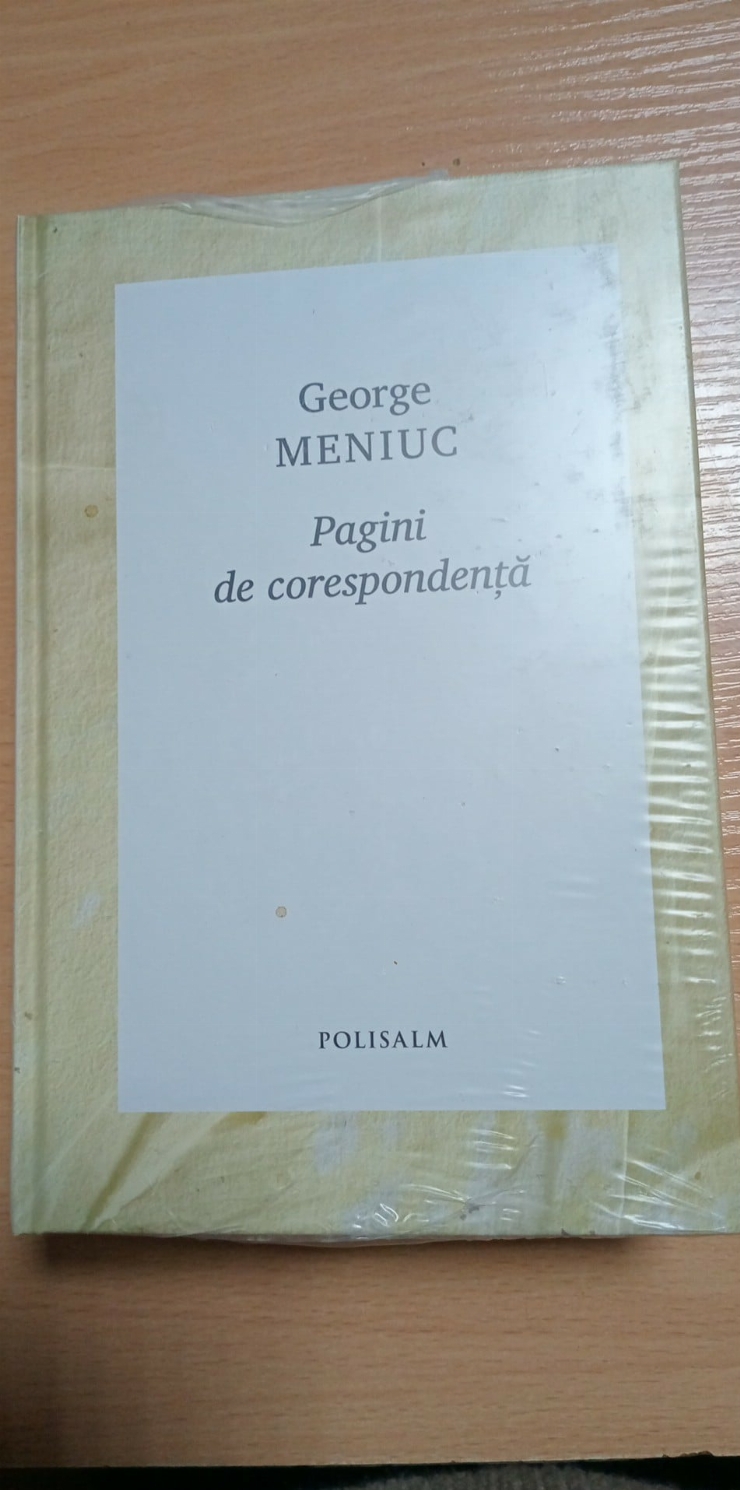 George
MENIUC
Pagini
de corespondență
POLISALM